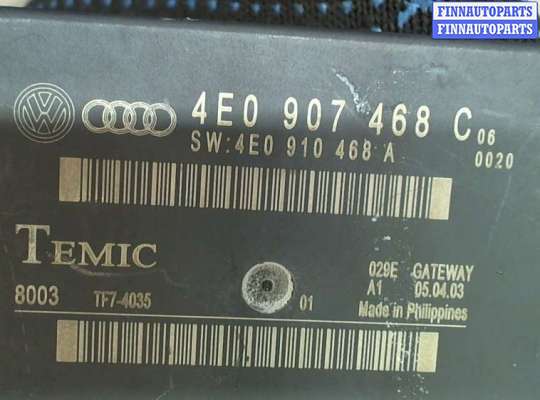 FINNAUTOPARTS
FINNAUTOPARTS
4E0 907 468 C 06
SW:4E0 910 468 A 0020
TEMIC
029E GATEWAY
8003 TF7-4035 01 A1 05.04.03
Made in Philippines